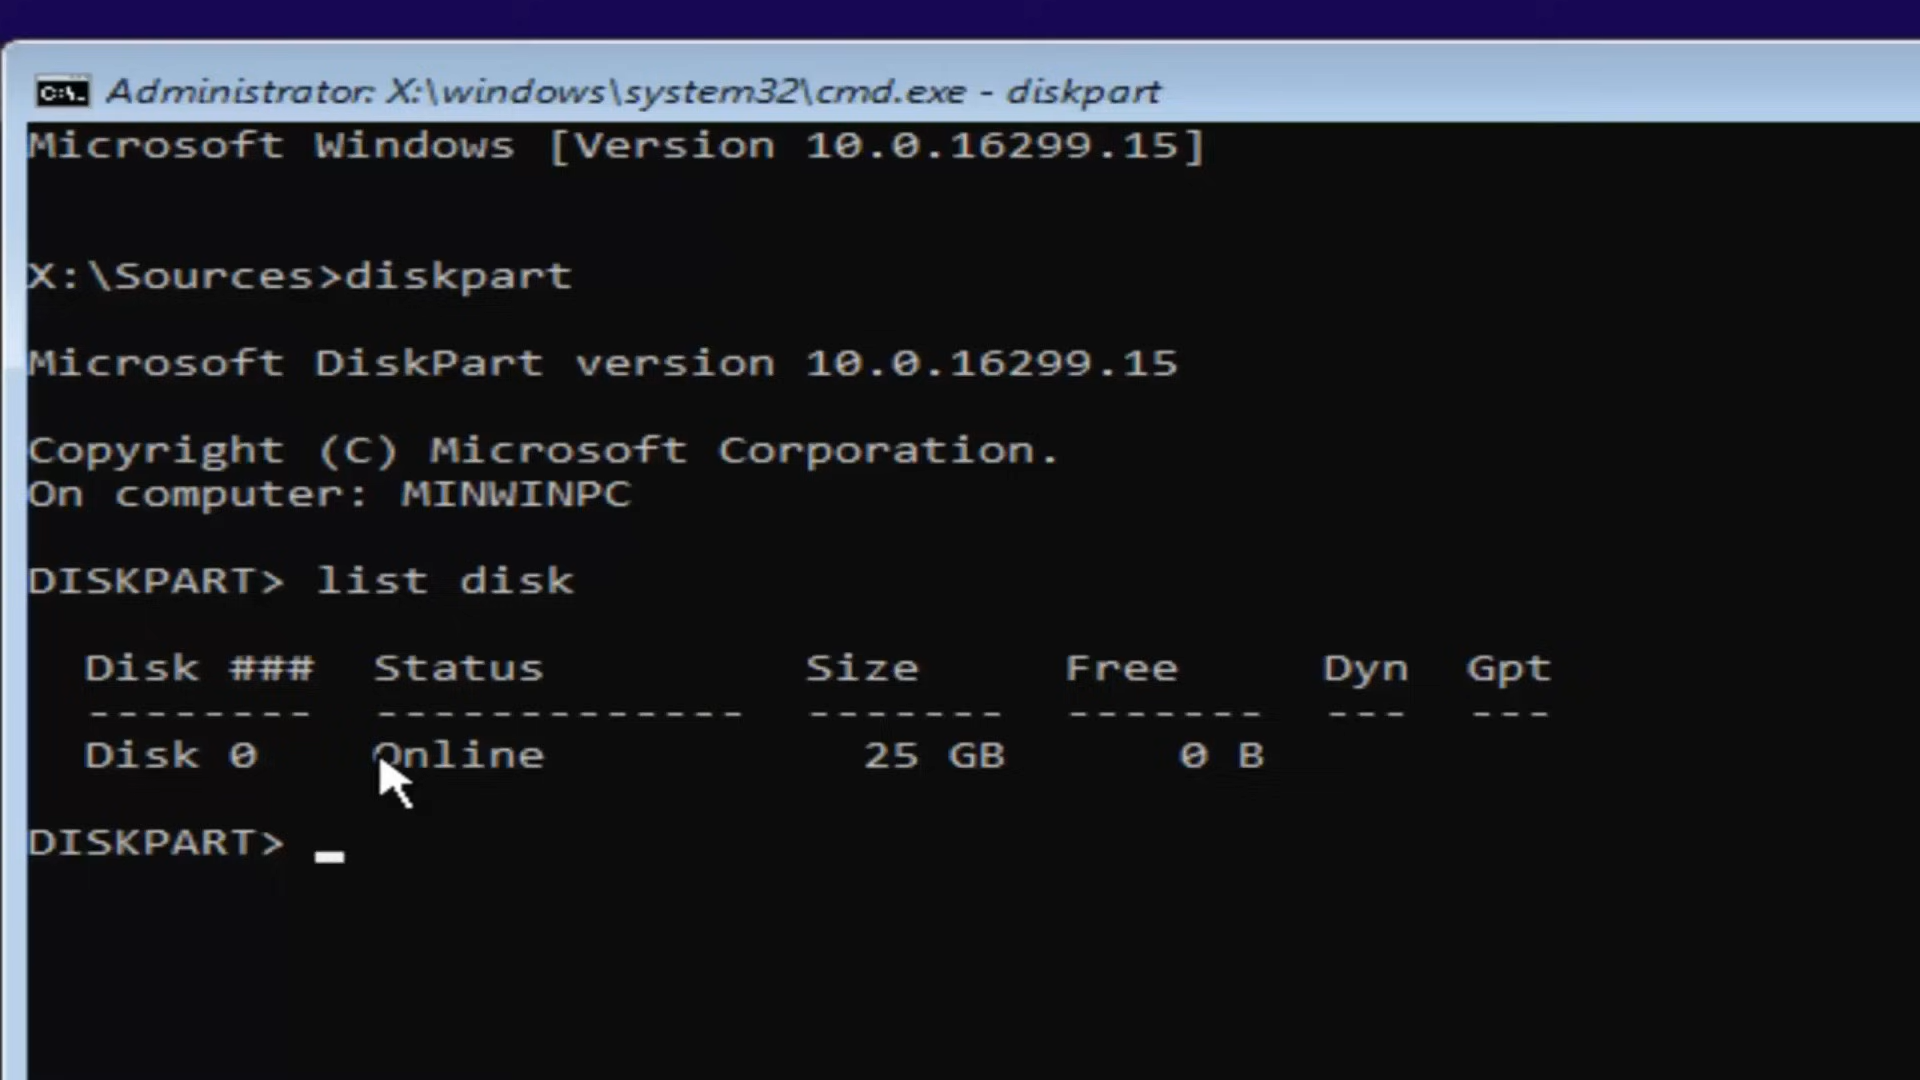 C:\.
Administrator: X:\windows\system32\cmd.exe - diskpart
Microsoft Windows [Version 10.0.16299.15]
X:\Sources>diskpart
Microsoft DiskPart version 10.0.16299.15
Copyright (C) Microsoft Corporation.
On computer: MINWINPC
DISKPART> list disk
  Disk ###  Status         Size     Free     Dyn  Gpt
  --------  -------------  -------  -------  ---  ---
  Disk 0    Online           25 GB      0 B
DISKPART> _